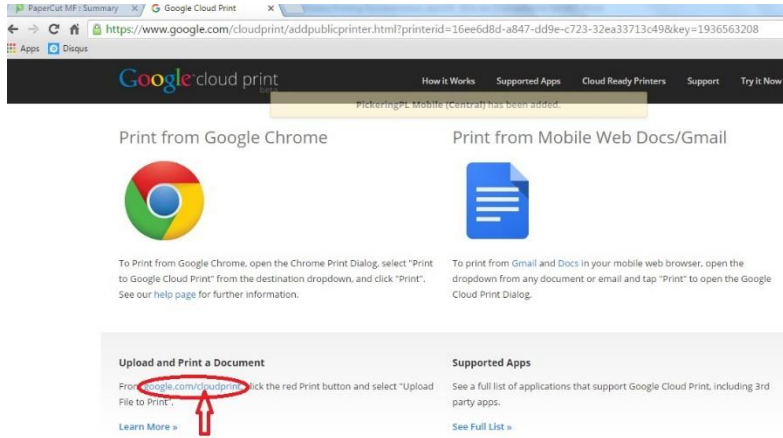 PaperCut MF : Summary
Google Cloud Print
https://www.google.com/cloudprint/addpublicprinter.html?printerid=16ee6d8d-a847-dd9e-c723-32ea33713c49&key=1936563208
Apps Disqus
Google cloud print
beta
How it Works Supported Apps Cloud Ready Printers Support Try it Now
PickeringPL Mobile (Central) has been added.
Print from Google Chrome
To Print from Google Chrome, open the Chrome Print Dialog, select "Print
to Google Cloud Print" from the destination dropdown, and click "Print".
See our help page for further information.
Print from Mobile Web Docs/Gmail
To print from Gmail and Docs in your mobile web browser, open the
dropdown from any document or email and tap "Print" to open the Google
Cloud Print Dialog.
Upload and Print a Document
From google.com/cloudprint, click the red Print button and select "Upload
File to Print".
Learn More »
Supported Apps
See a full list of applications that support Google Cloud Print, including 3rd
party apps.
See Full List »